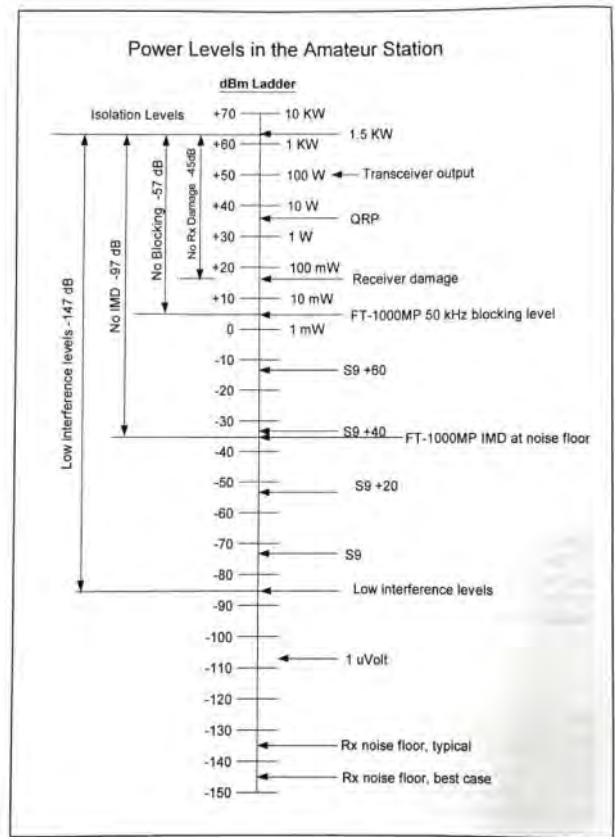 Power Levels in the Amateur Station
dBm Ladder
Isolation Levels
+70 10 KW
1.5 KW
+60 1 KW
+50 100 W Transceiver output
+40 10 W
QRP
+30 1 W
+20 100 mW
Receiver damage
+10 10 mW
FT-1000MP 50 kHz blocking level
0 1 mW
-10
S9 +60
-20
-30
S9 +40
FT-1000MP IMD at noise floor
-40
-50
S9 +20
-60
-70
S9
-80
Low interference levels
-90
-100
1 uVolt
-110
-120
-130
Rx noise floor, typical
-140
Rx noise floor, best case
-150
Low interference levels -147 dB
No IMD -97 dB
No Blocking -57 dB
No Rx Damage -45dB